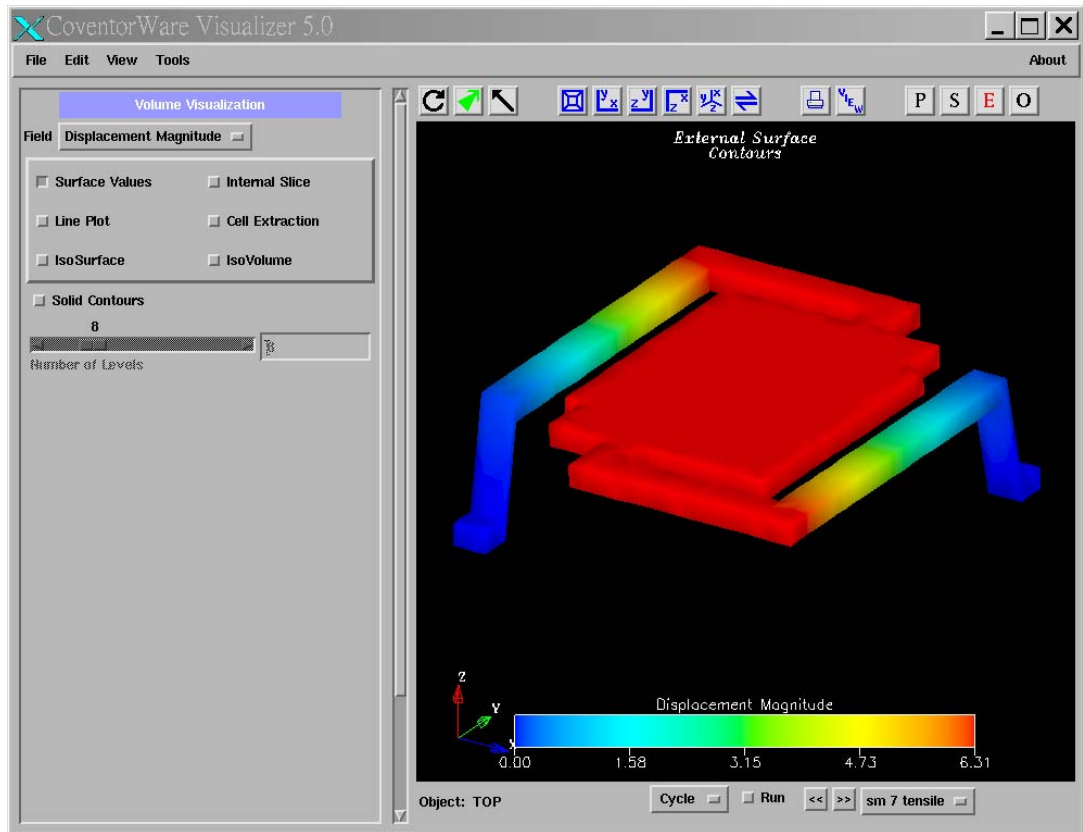 CoventorWare Visualizer 5.0
File Edit View Tools About
Volume Visualization
Field Displacement Magnitude
Surface Values Internal Slice
Line Plot Cell Extraction
IsoSurface IsoVolume
Solid Contours
8
8
Number of Levels
y x z y z x y x z VIEW P S E O
External Surface
Contours
Z
Y
X
Displacement Magnitude
0.00 1.58 3.15 4.73 6.31
Object: TOP Cycle Run << >> sm 7 tensile